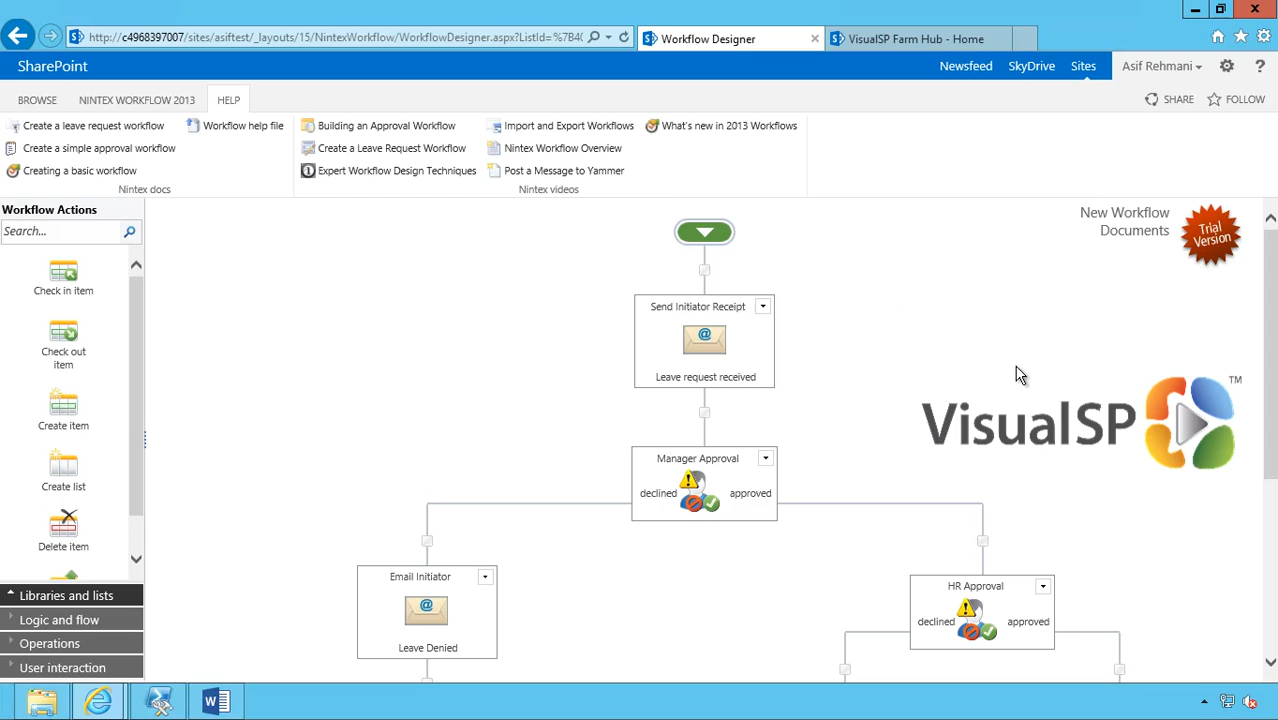 http://c4968397007/sites/asiftest/_layouts/15/NintexWorkflow/WorkflowDesigner.aspx?ListId=%7B4
Workflow Designer
VisualSP Farm Hub - Home
SharePoint
Newsfeed
SkyDrive
Sites
Asif Rehmani
?
BROWSE
NINTEX WORKFLOW 2013
HELP
SHARE
FOLLOW
Create a leave request workflow
Workflow help file
Create a simple approval workflow
Creating a basic workflow
Nintex docs
Building an Approval Workflow
Import and Export Workflows
What's new in 2013 Workflows
Create a Leave Request Workflow
Nintex Workflow Overview
Expert Workflow Design Techniques
Post a Message to Yammer
Nintex videos
Workflow Actions
Search...
Check in item
Check out
item
Create item
Create list
Delete item
Libraries and lists
Logic and flow
Operations
User interaction
New Workflow
Documents
Trial
Version
Send Initiator Receipt
@
Leave request received
Manager Approval
declined
approved
Email Initiator
@
Leave Denied
HR Approval
declined
approved
VisualSP™